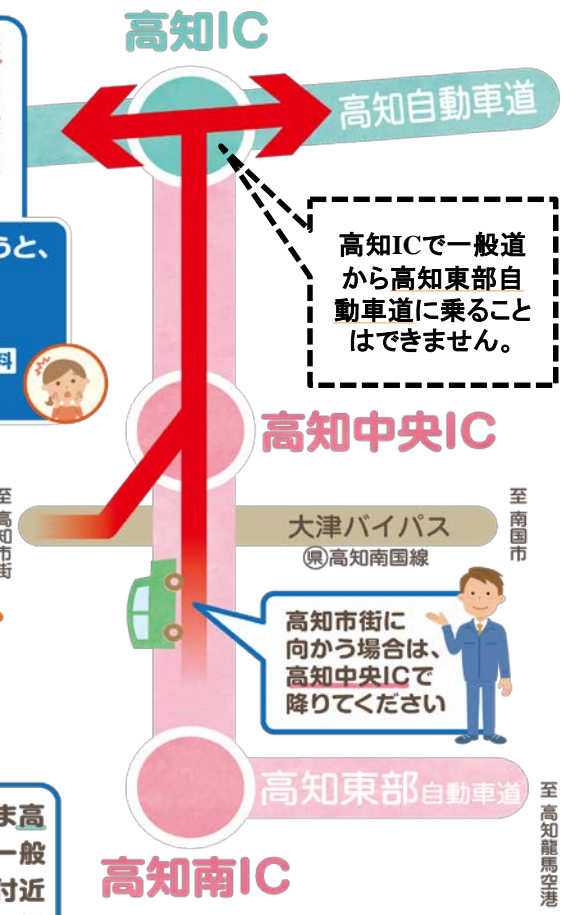 高知IC
高知自動車道
うと、
料
高知ICで一般道
から高知東部自
動車道に乗ること
はできません。
高知中央IC
至 高知市街
大津バイパス
県高知南国線
至 南国市
高知市街に
向かう場合は、
高知中央ICで
降りてください
高知東部自動車道
至 高知龍馬空港
高知南IC
ま高
一般
付近